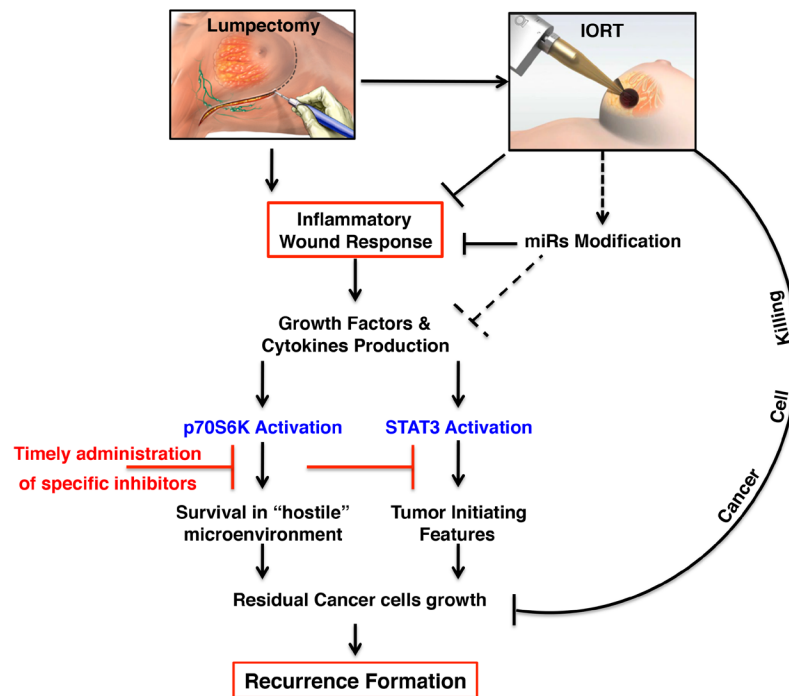 Lumpectomy
IORT
Inflammatory
Wound Response
miRs Modification
Growth Factors &
Cytokines Production
p70S6K Activation
STAT3 Activation
Timely administration
of specific inhibitors
Survival in “hostile”
microenvironment
Tumor Initiating
Features
Residual Cancer cells growth
Recurrence Formation
Cancer Cell Killing